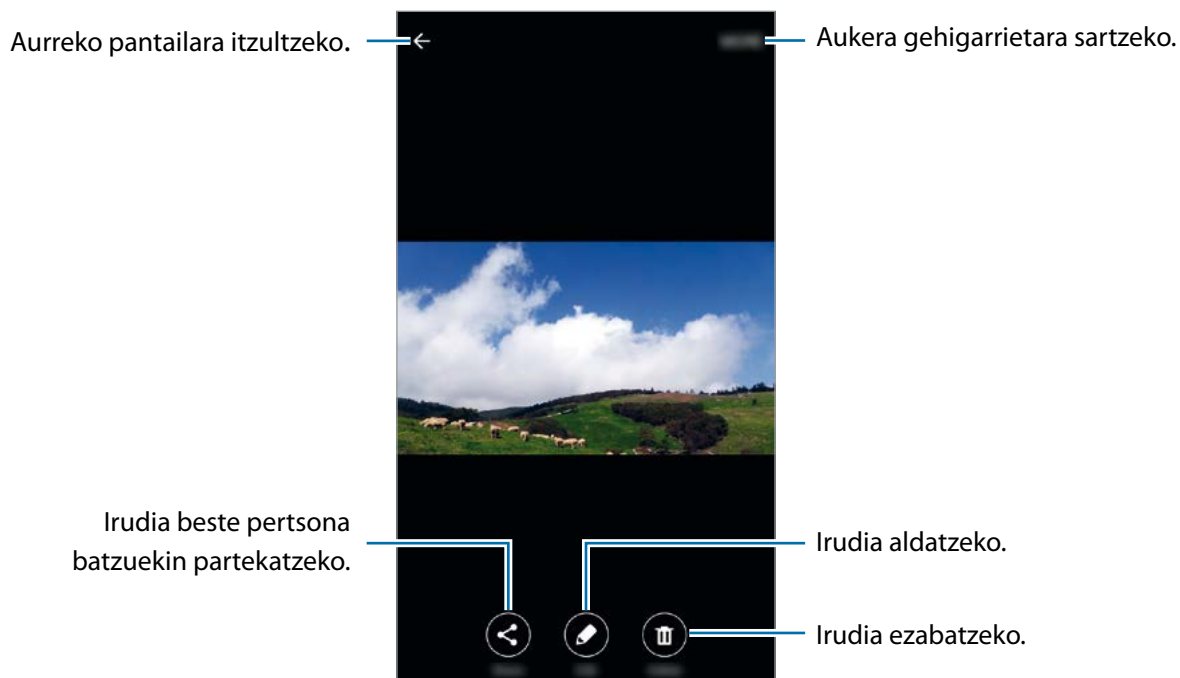 Aurreko pantailara itzultzeko.
Aukera gehigarrietara sartzeko.
Irudia beste pertsona
batzuekin partekatzeko.
Irudia aldatzeko.
Irudia ezabatzeko.